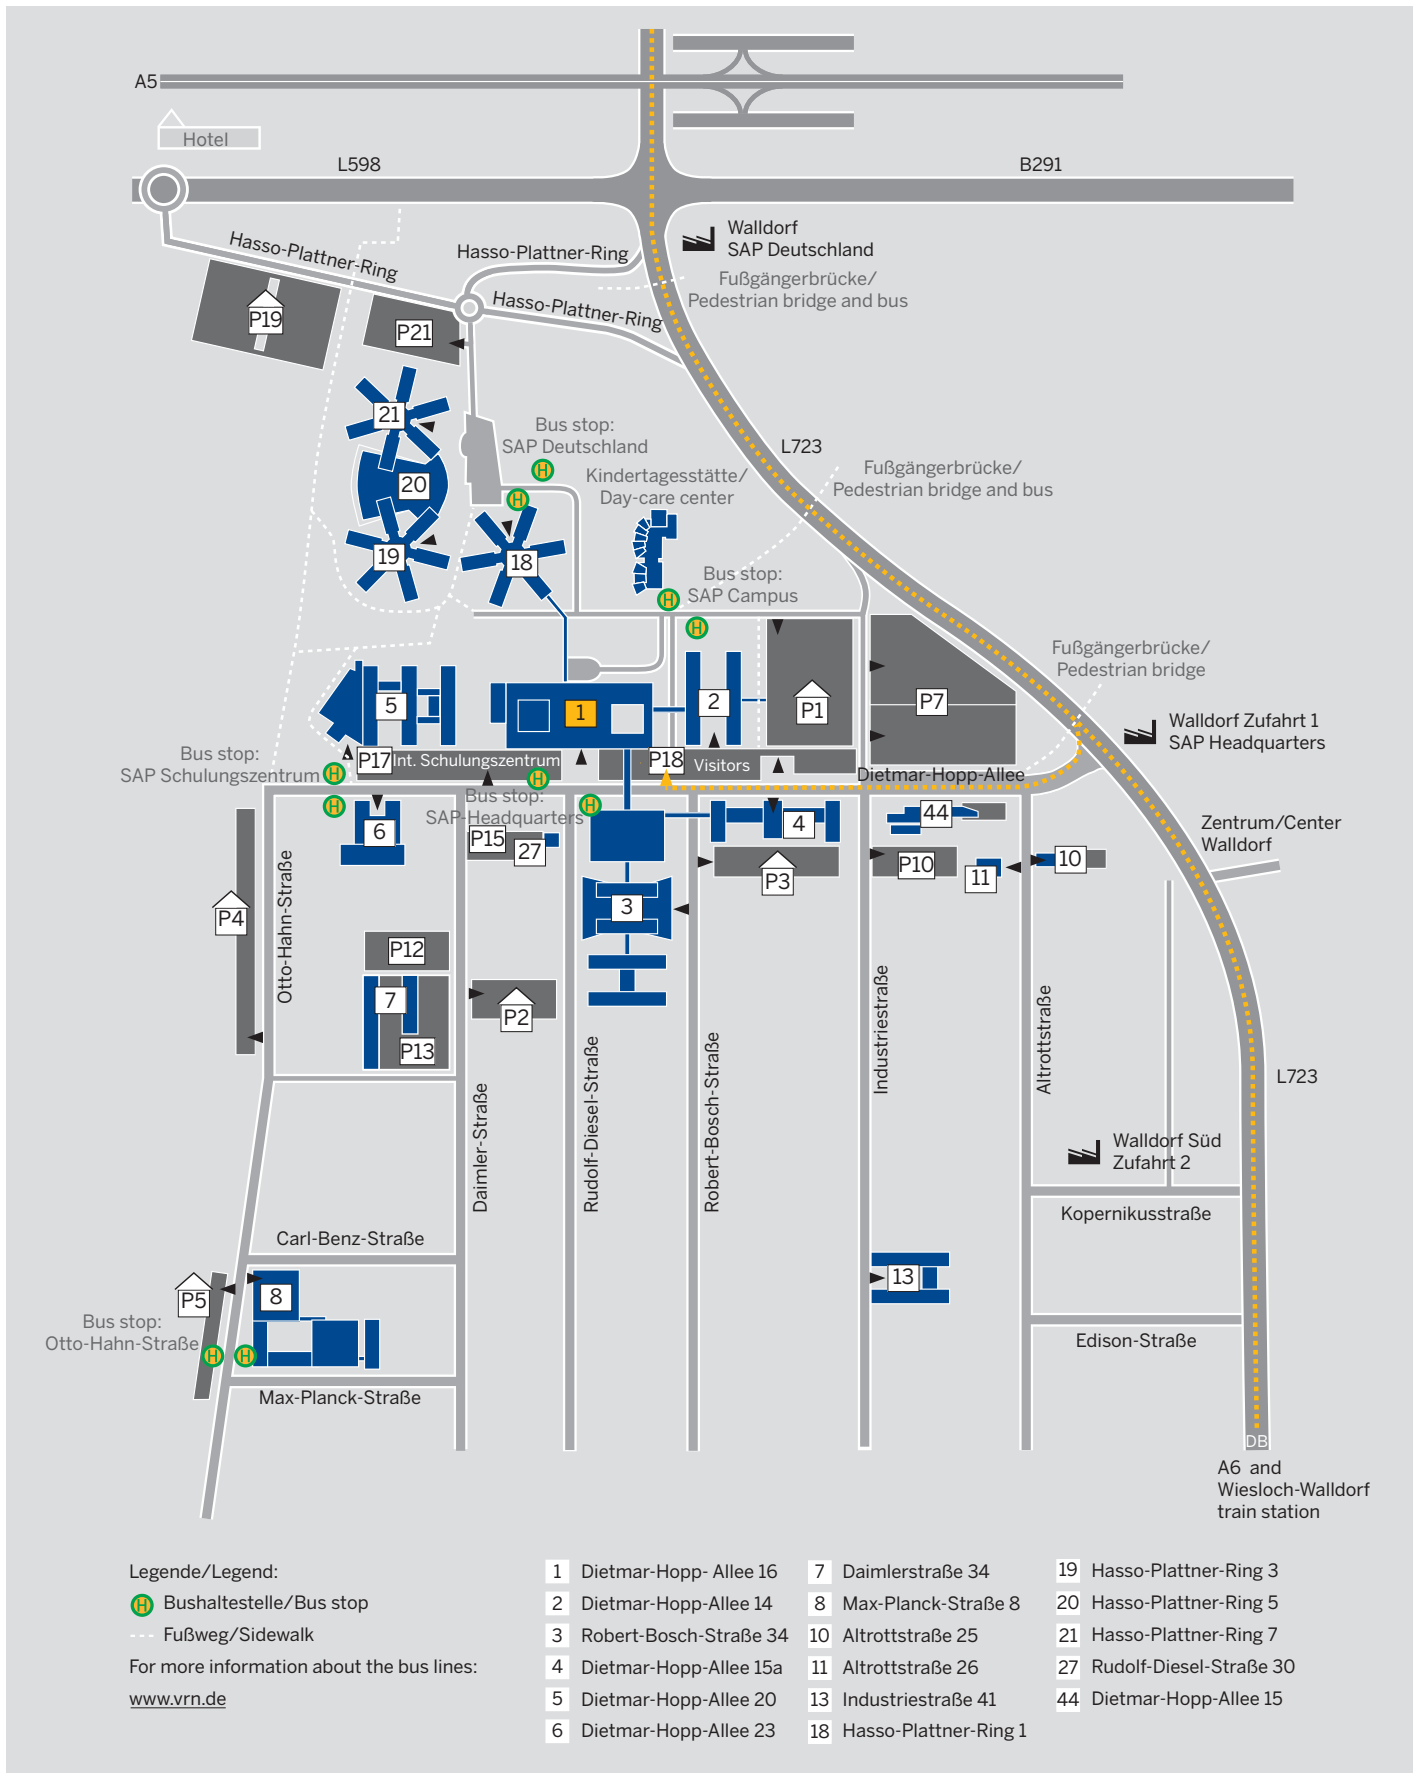 A5
Hotel
L598
B291
Walldorf
SAP Deutschland
Hasso-Plattner-Ring
Hasso-Plattner-Ring
Hasso-Plattner-Ring
Fußgängerbrücke/
Pedestrian bridge and bus
P19
P21
21
Bus stop:
SAP Deutschland
H
H
L723
Kindertagesstätte/
Day-care center
Fußgängerbrücke/
Pedestrian bridge and bus
20
19
18
Bus stop:
SAP Campus
H
H
Fußgängerbrücke/
Pedestrian bridge
5
1
2
P1
P7
Walldorf Zufahrt 1
SAP Headquarters
Bus stop:
SAP Schulungszentrum
H
H
P17
Int. Schulungszentrum
H
P18
Visitors
Dietmar-Hopp-Allee
Bus stop:
SAP-Headquarters
H
6
P15
27
4
44
Zentrum/Center
Walldorf
P3
P10
11
10
P4
Otto-Hahn-Straße
3
P12
7
P13
P2
Daimler-Straße
Rudolf-Diesel-Straße
Robert-Bosch-Straße
Industriestraße
Altrottstraße
L723
Walldorf Süd
Zufahrt 2
Kopernikusstraße
Carl-Benz-Straße
P5
8
13
Bus stop:
Otto-Hahn-Straße
H
H
Edison-Straße
Max-Planck-Straße
DB
A6 and
Wiesloch-Walldorf
train station
Legende/Legend:
H Bushaltestelle/Bus stop
Fußweg/Sidewalk
For more information about the bus lines:
www.vrn.de
1 Dietmar-Hopp- Allee 16
2 Dietmar-Hopp-Allee 14
3 Robert-Bosch-Straße 34
4 Dietmar-Hopp-Allee 15a
5 Dietmar-Hopp-Allee 20
6 Dietmar-Hopp-Allee 23
7 Daimlerstraße 34
8 Max-Planck-Straße 8
10 Altrottstraße 25
11 Altrottstraße 26
13 Industriestraße 41
18 Hasso-Plattner-Ring 1
19 Hasso-Plattner-Ring 3
20 Hasso-Plattner-Ring 5
21 Hasso-Plattner-Ring 7
27 Rudolf-Diesel-Straße 30
44 Dietmar-Hopp-Allee 15